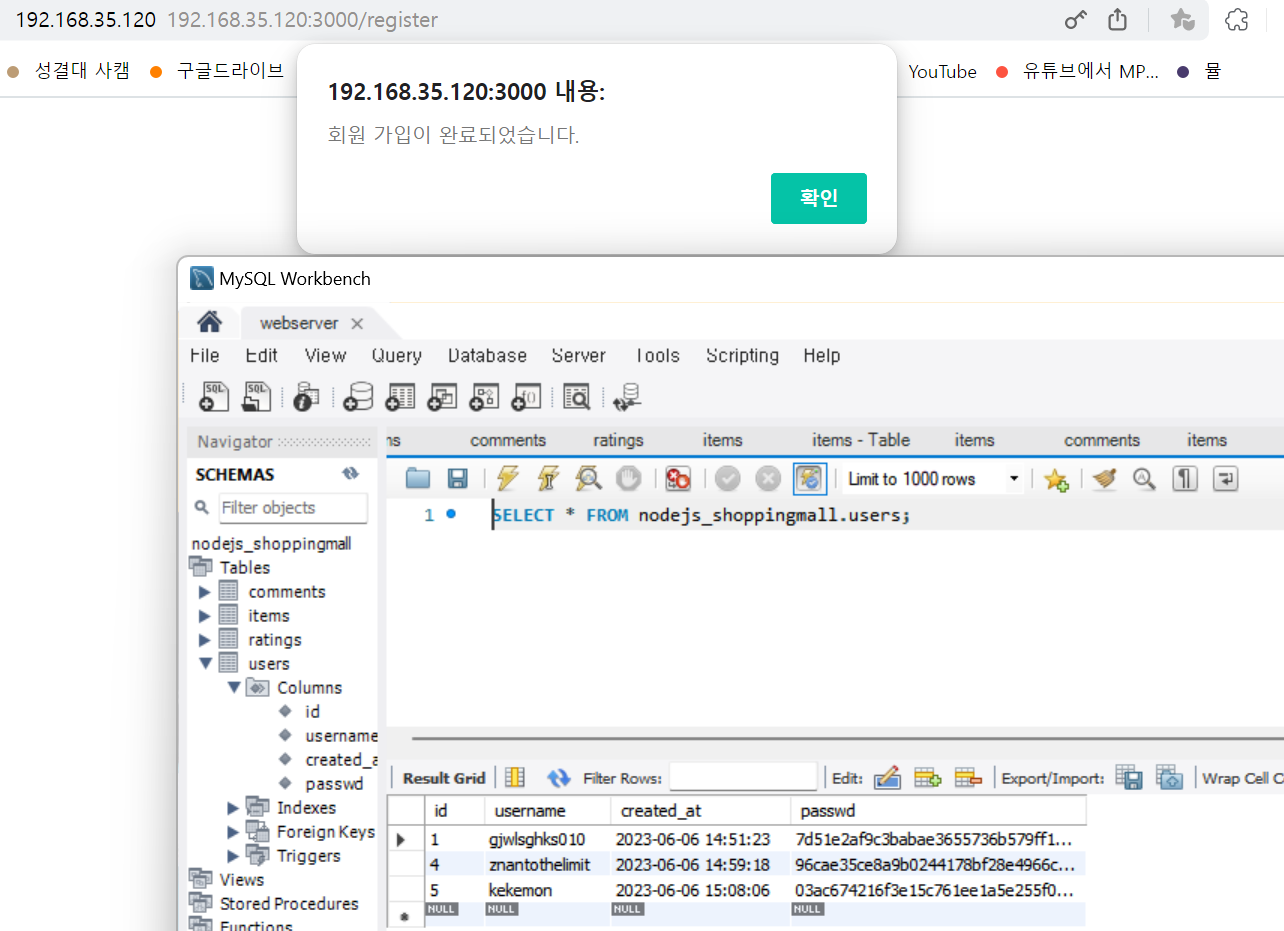 192.168.35.120 192.168.35.120:3000/register
성결대 사캠 구글드라이브 YouTube 유튜브에서 MP... 뮬
192.168.35.120:3000 내용:
회원 가입이 완료되었습니다.
확인
MySQL Workbench
webserver
File Edit View Query Database Server Tools Scripting Help
Navigator
ns comments ratings items items - Table items comments items
SCHEMAS
Limit to 1000 rows
Filter objects
1 SELECT * FROM nodejs_shoppingmall.users;
nodejs_shoppingmall
Tables
comments
items
ratings
users
Columns
id
username
created_a
passwd
Indexes
Foreign Keys
Triggers
Views
Stored Procedures
Functions
Result Grid Filter Rows: Edit: Export/Import: Wrap Cell C
id username created_at passwd
1 gjwlsghks010 2023-06-06 14:51:23 7d51e2af9c3babae3655736b579ff1...
4 znantothelimit 2023-06-06 14:59:18 96cae35ce8a9b0244178bf28e4966c...
5 kekemon 2023-06-06 15:08:06 03ac674216f3e15c761ee1a5e255f0...
NULL NULL NULL NULL